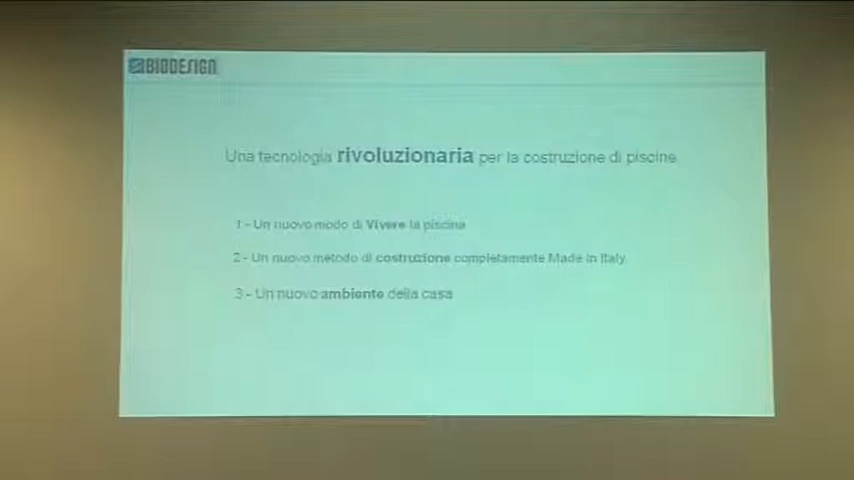 BIODESIGN
Una tecnologia rivoluzionaria per la costruzione di piscine
1 - Un nuovo modo di Vivere la piscina
2 - Un nuovo metodo di costruzione completamente Made in Italy
3 - Un nuovo ambiente della casa